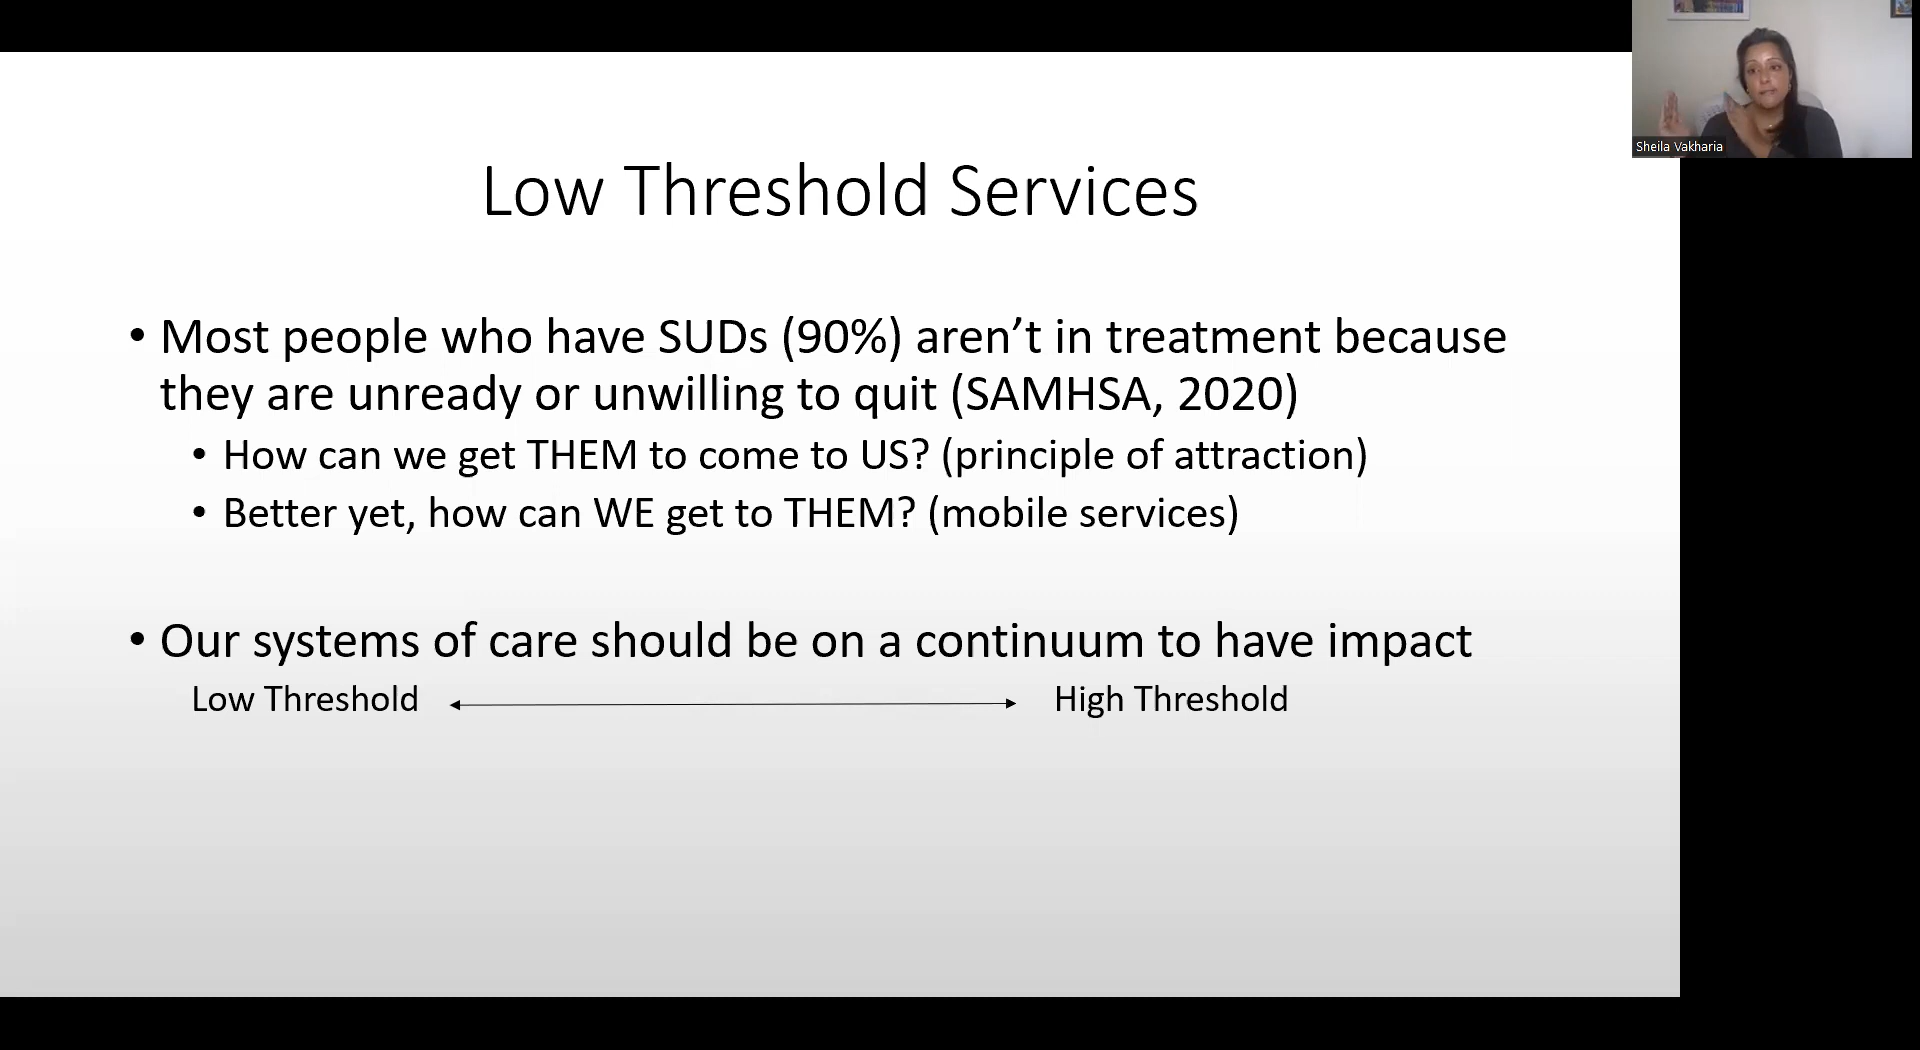 Sheila Vakharia
Low Threshold Services
• Most people who have SUDs (90%) aren’t in treatment because
they are unready or unwilling to quit (SAMHSA, 2020)
• How can we get THEM to come to US? (principle of attraction)
• Better yet, how can WE get to THEM? (mobile services)
• Our systems of care should be on a continuum to have impact
Low Threshold High Threshold